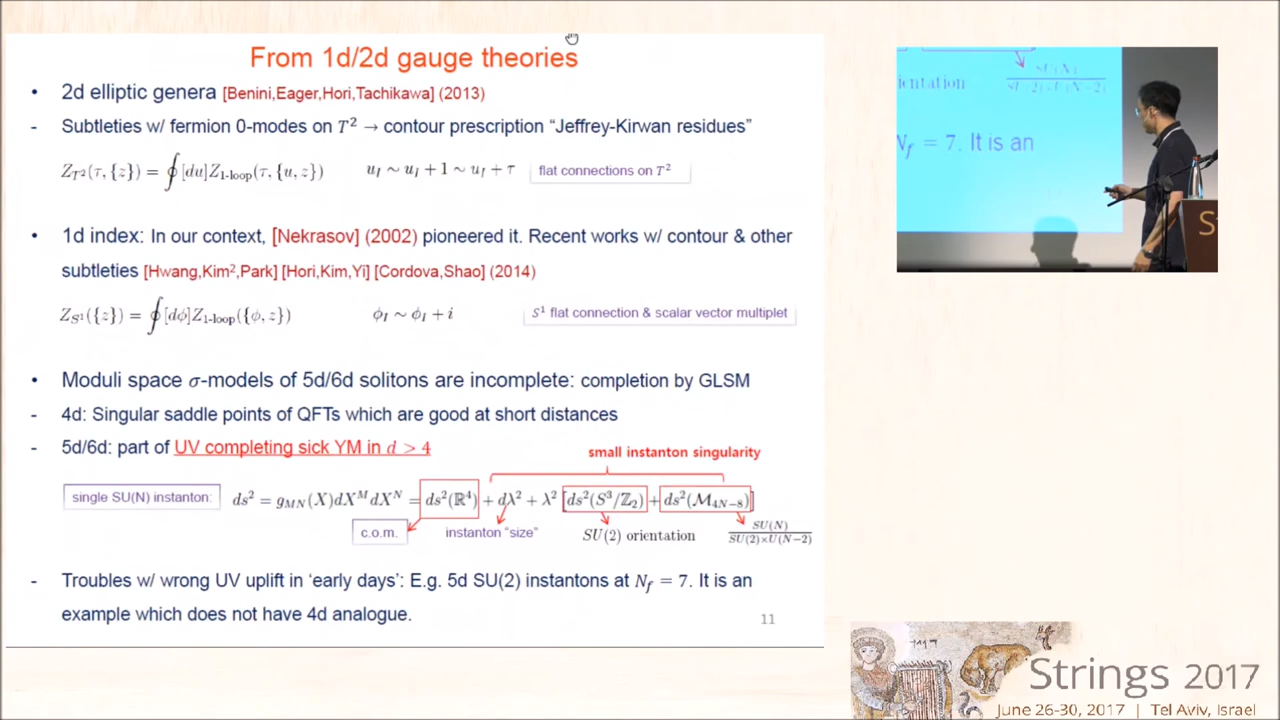 From 1d/2d gauge theories
• 2d elliptic genera [Benini,Eager,Hori,Tachikawa] (2013)
- Subtleties w/ fermion 0-modes on T² → contour prescription “Jeffrey-Kirwan residues”
Z_{T²}(τ,{z}) = ∮[du]Z_{1-loop}(τ,{u,z}) u_I ∼ u_I + 1 ∼ u_I + τ flat connections on T²
• 1d index: In our context, [Nekrasov] (2002) pioneered it. Recent works w/ contour & other
subtleties [Hwang,Kim²,Park] [Hori,Kim,Yi] [Cordova,Shao] (2014)
Z_{S¹}({z}) = ∮[dϕ]Z_{1-loop}({ϕ,z}) ϕ_I ∼ ϕ_I + i S¹ flat connection & scalar vector multiplet
• Moduli space σ-models of 5d/6d solitons are incomplete: completion by GLSM
- 4d: Singular saddle points of QFTs which are good at short distances
- 5d/6d: part of UV completing sick YM in d > 4
small instanton singularity
single SU(N) instanton: ds² = g_{MN}(X)dX^M dX^N = ds²(ℝ⁴) + dλ² + λ² [ds²(S³/ℤ₂) + ds²(M_{4N−8})]
c.o.m. instanton “size” SU(2) orientation SU(N)/SU(2)×U(N−2)
- Troubles w/ wrong UV uplift in ‘early days’: E.g. 5d SU(2) instantons at N_f = 7. It is an
example which does not have 4d analogue.
11
ientation SU(N)/SU(2)×U(N−2)
N_f = 7. It is an
S
Strings 2017
June 26-30, 2017 | Tel Aviv, Israel